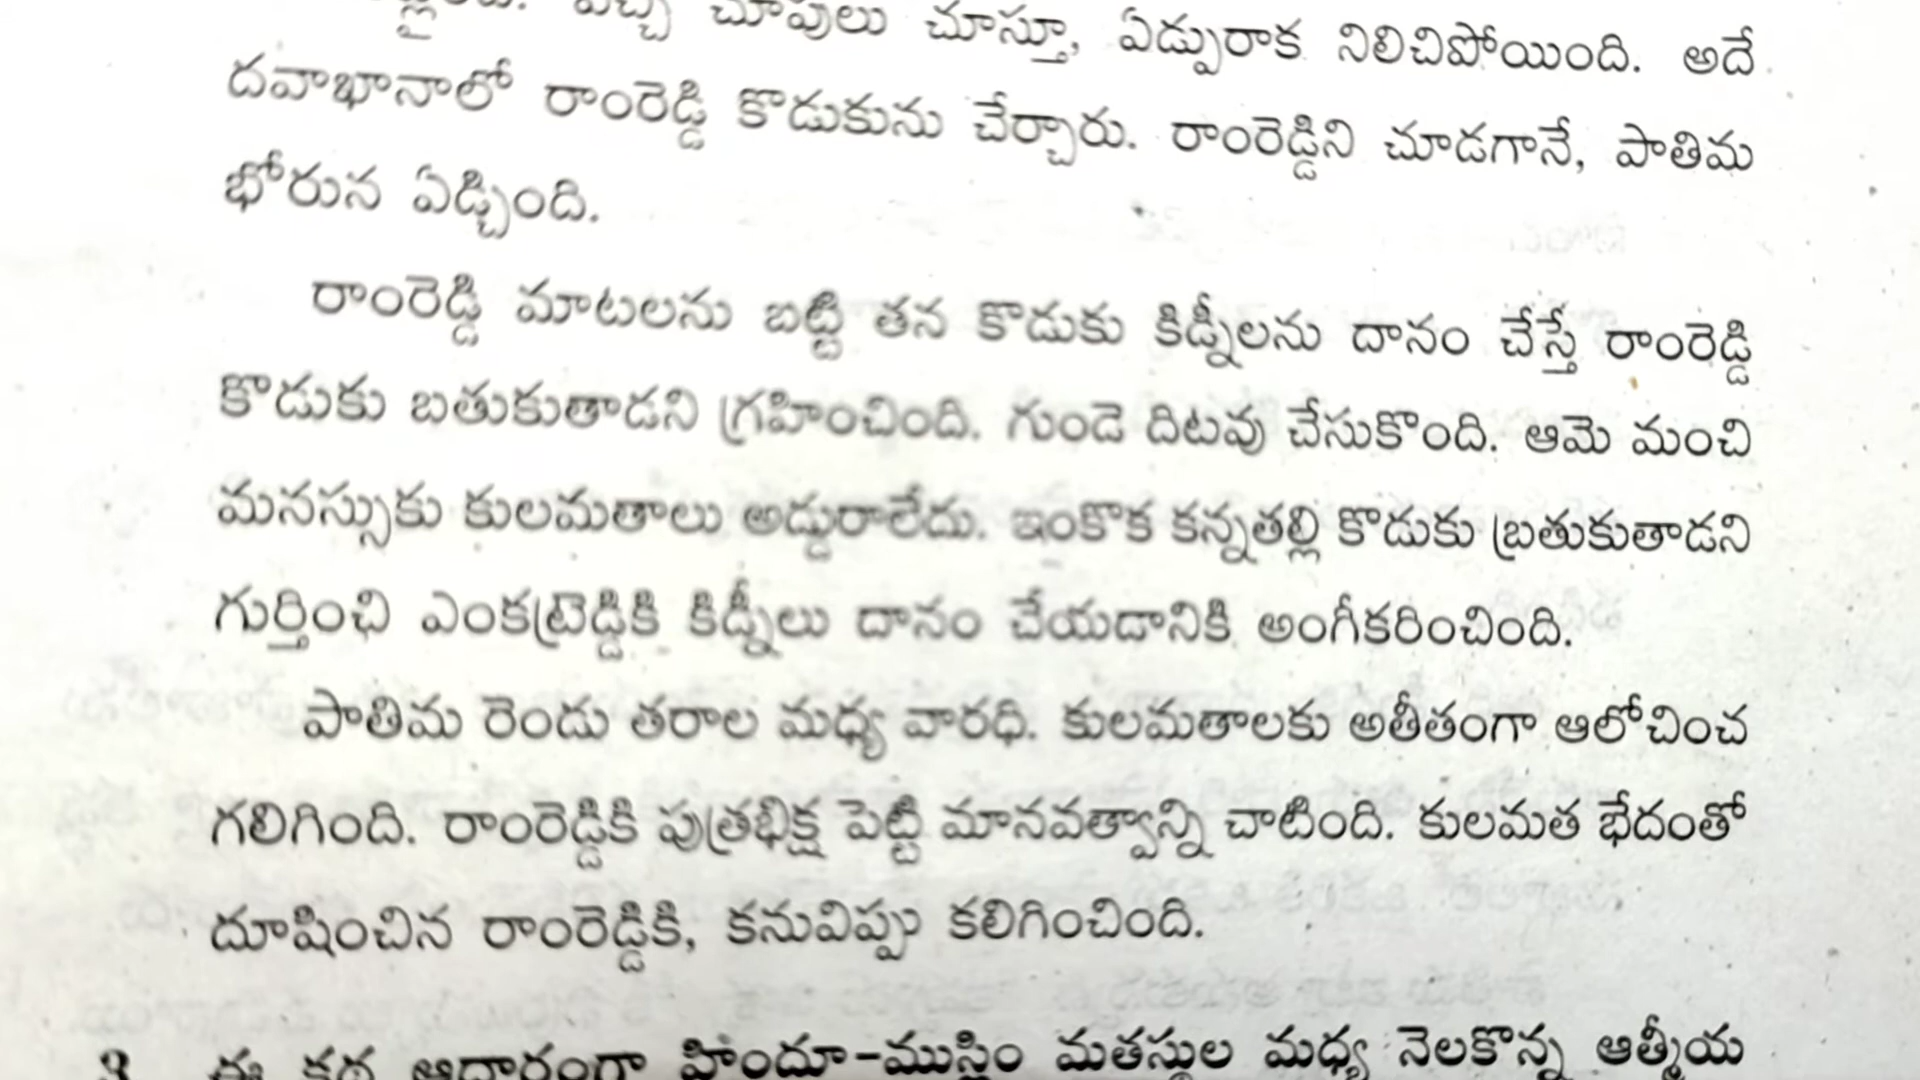 చూపులు చూస్తూ, ఏడ్పురాక నిలిచిపోయింది. అదే
దవాఖానాలో రాంరెడ్డి కొడుకును చేర్చారు. రాంరెడ్డిని చూడగానే, పాతిమ
భోరున ఏడ్చింది.
రాంరెడ్డి మాటలను బట్టి తన కొడుకు కిడ్నీలను దానం చేస్తే రాంరెడ్డి
కొడుకు బతుకుతాడని గ్రహించింది. గుండె దిటవు చేసుకొంది. ఆమె మంచి
మనస్సుకు కులమతాలు అడ్డురాలేదు. ఇంకొక కన్నతల్లి కొడుకు బ్రతుకుతాడని
గుర్తించి ఎంకట్రెడ్డికి కిడ్నీలు దానం చేయడానికి అంగీకరించింది.
పాతిమ రెండు తరాల మధ్య వారధి. కులమతాలకు అతీతంగా ఆలోచించ
గలిగింది. రాంరెడ్డికి పుత్రభిక్ష పెట్టి మానవత్వాన్ని చాటింది. కులమత భేదంతో
దూషించిన రాంరెడ్డికి, కనువిప్పు కలిగించింది.
ఈ కథ ఆధారంగా హిందూ-ముస్లిం మతస్థుల మధ్య నెలకొన్న ఆత్మీయ